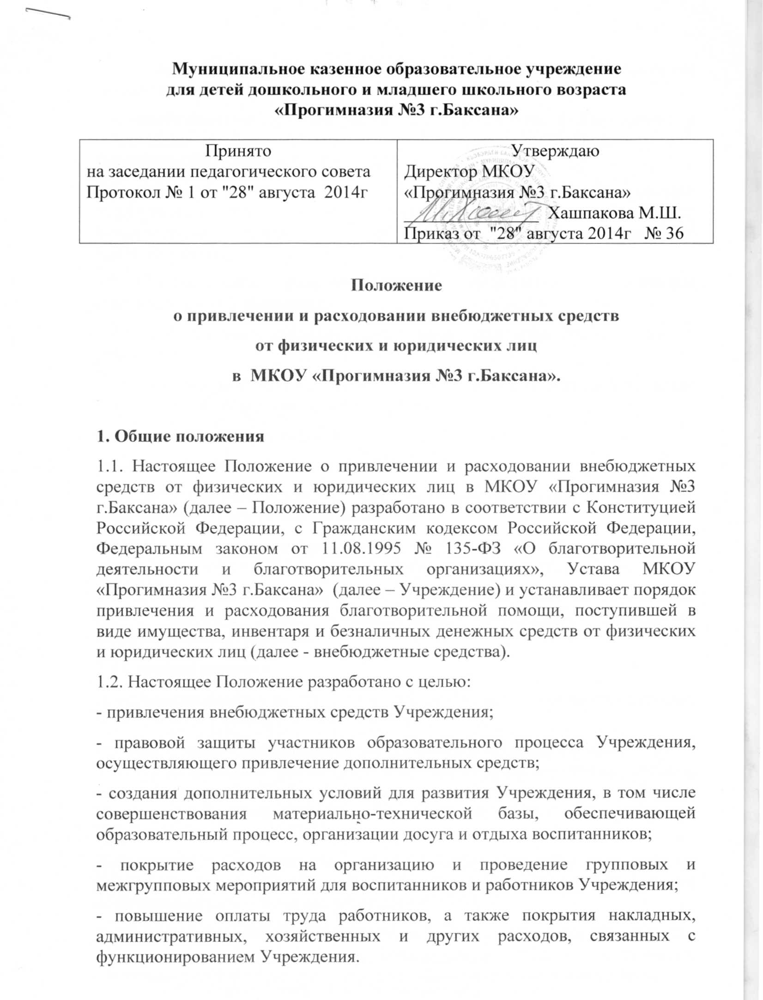 Муниципальное казенное образовательное учреждение
для детей дошкольного и младшего школьного возраста
«Прогимназия №3 г.Баксана»
Принято
на заседании педагогического совета
Протокол № 1 от "28" августа 2014г
Утверждаю
Директор МКОУ
«Прогимназия №3 г.Баксана»
Хашпакова М.Ш.
Приказ от "28" августа 2014г № 36
Положение
о привлечении и расходовании внебюджетных средств
от физических и юридических лиц
в МКОУ «Прогимназия №3 г.Баксана».
1. Общие положения
1.1. Настоящее Положение о привлечении и расходовании внебюджетных
средств от физических и юридических лиц в МКОУ «Прогимназия №3
г.Баксана» (далее – Положение) разработано в соответствии с Конституцией
Российской Федерации, с Гражданским кодексом Российской Федерации,
Федеральным законом от 11.08.1995 № 135-ФЗ «О благотворительной
деятельности и благотворительных организациях», Устава МКОУ
«Прогимназия №3 г.Баксана» (далее – Учреждение) и устанавливает порядок
привлечения и расходования благотворительной помощи, поступившей в
виде имущества, инвентаря и безналичных денежных средств от физических
и юридических лиц (далее - внебюджетные средства).
1.2. Настоящее Положение разработано с целью:
- привлечения внебюджетных средств Учреждения;
- правовой защиты участников образовательного процесса Учреждения,
осуществляющего привлечение дополнительных средств;
- создания дополнительных условий для развития Учреждения, в том числе
совершенствования материально-технической базы, обеспечивающей
образовательный процесс, организации досуга и отдыха воспитанников;
- покрытие расходов на организацию и проведение групповых и
межгрупповых мероприятий для воспитанников и работников Учреждения;
- повышение оплаты труда работников, а также покрытия накладных,
административных, хозяйственных и других расходов, связанных с
функционированием Учреждения.